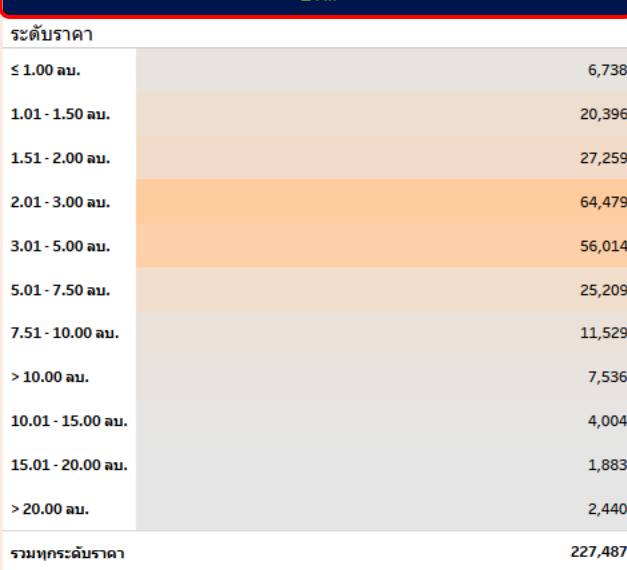 ระดับราคา
≤ 1.00 ลบ. 6,738
1.01 - 1.50 ลบ. 20,396
1.51 - 2.00 ลบ. 27,259
2.01 - 3.00 ลบ. 64,479
3.01 - 5.00 ลบ. 56,014
5.01 - 7.50 ลบ. 25,209
7.51 - 10.00 ลบ. 11,529
> 10.00 ลบ. 7,536
10.01 - 15.00 ลบ. 4,004
15.01 - 20.00 ลบ. 1,883
> 20.00 ลบ. 2,440
รวมทุกระดับราคา 227,487